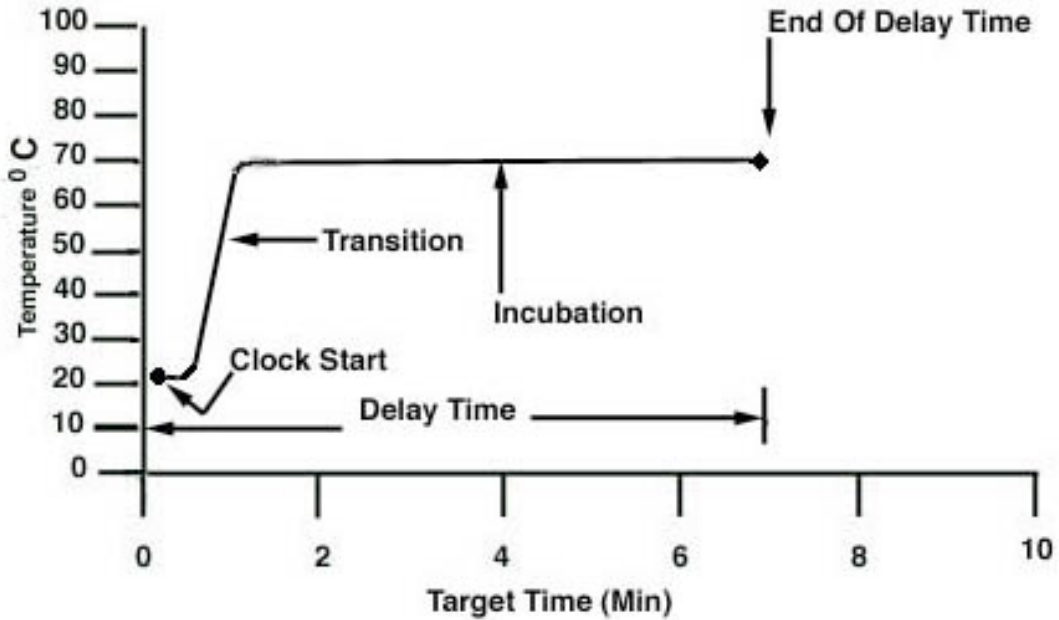 100
End Of Delay Time
90
80
70
60
Transition
50
40
Incubation
30
Clock Start
20
Delay Time
10
0
Temperature ⁰ C
0 2 4 6 8 10
Target Time (Min)